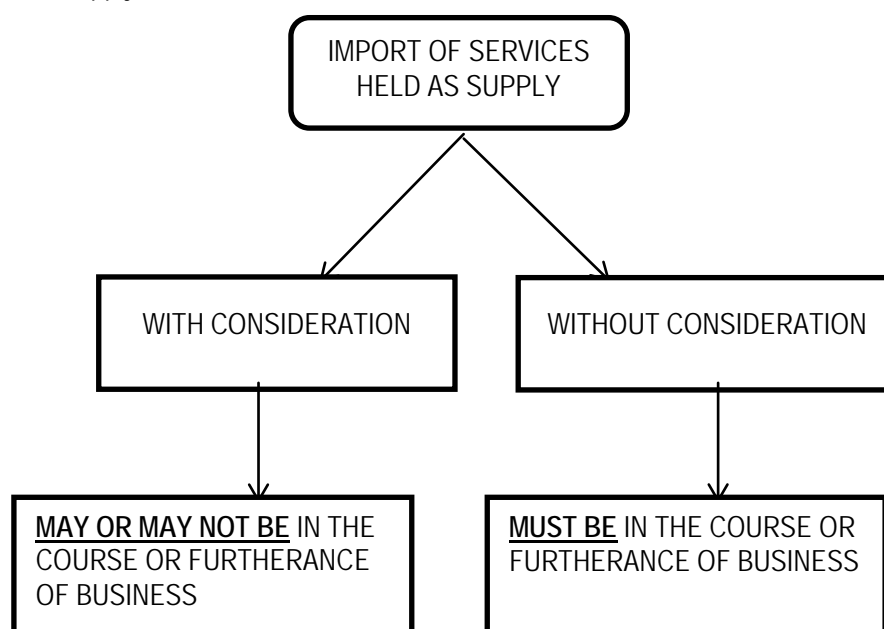 IMPORT OF SERVICES
HELD AS SUPPLY
WITH CONSIDERATION
WITHOUT CONSIDERATION
MAY OR MAY NOT BE IN THE
COURSE OR FURTHERANCE
OF BUSINESS
MUST BE IN THE COURSE OR
FURTHERANCE OF BUSINESS